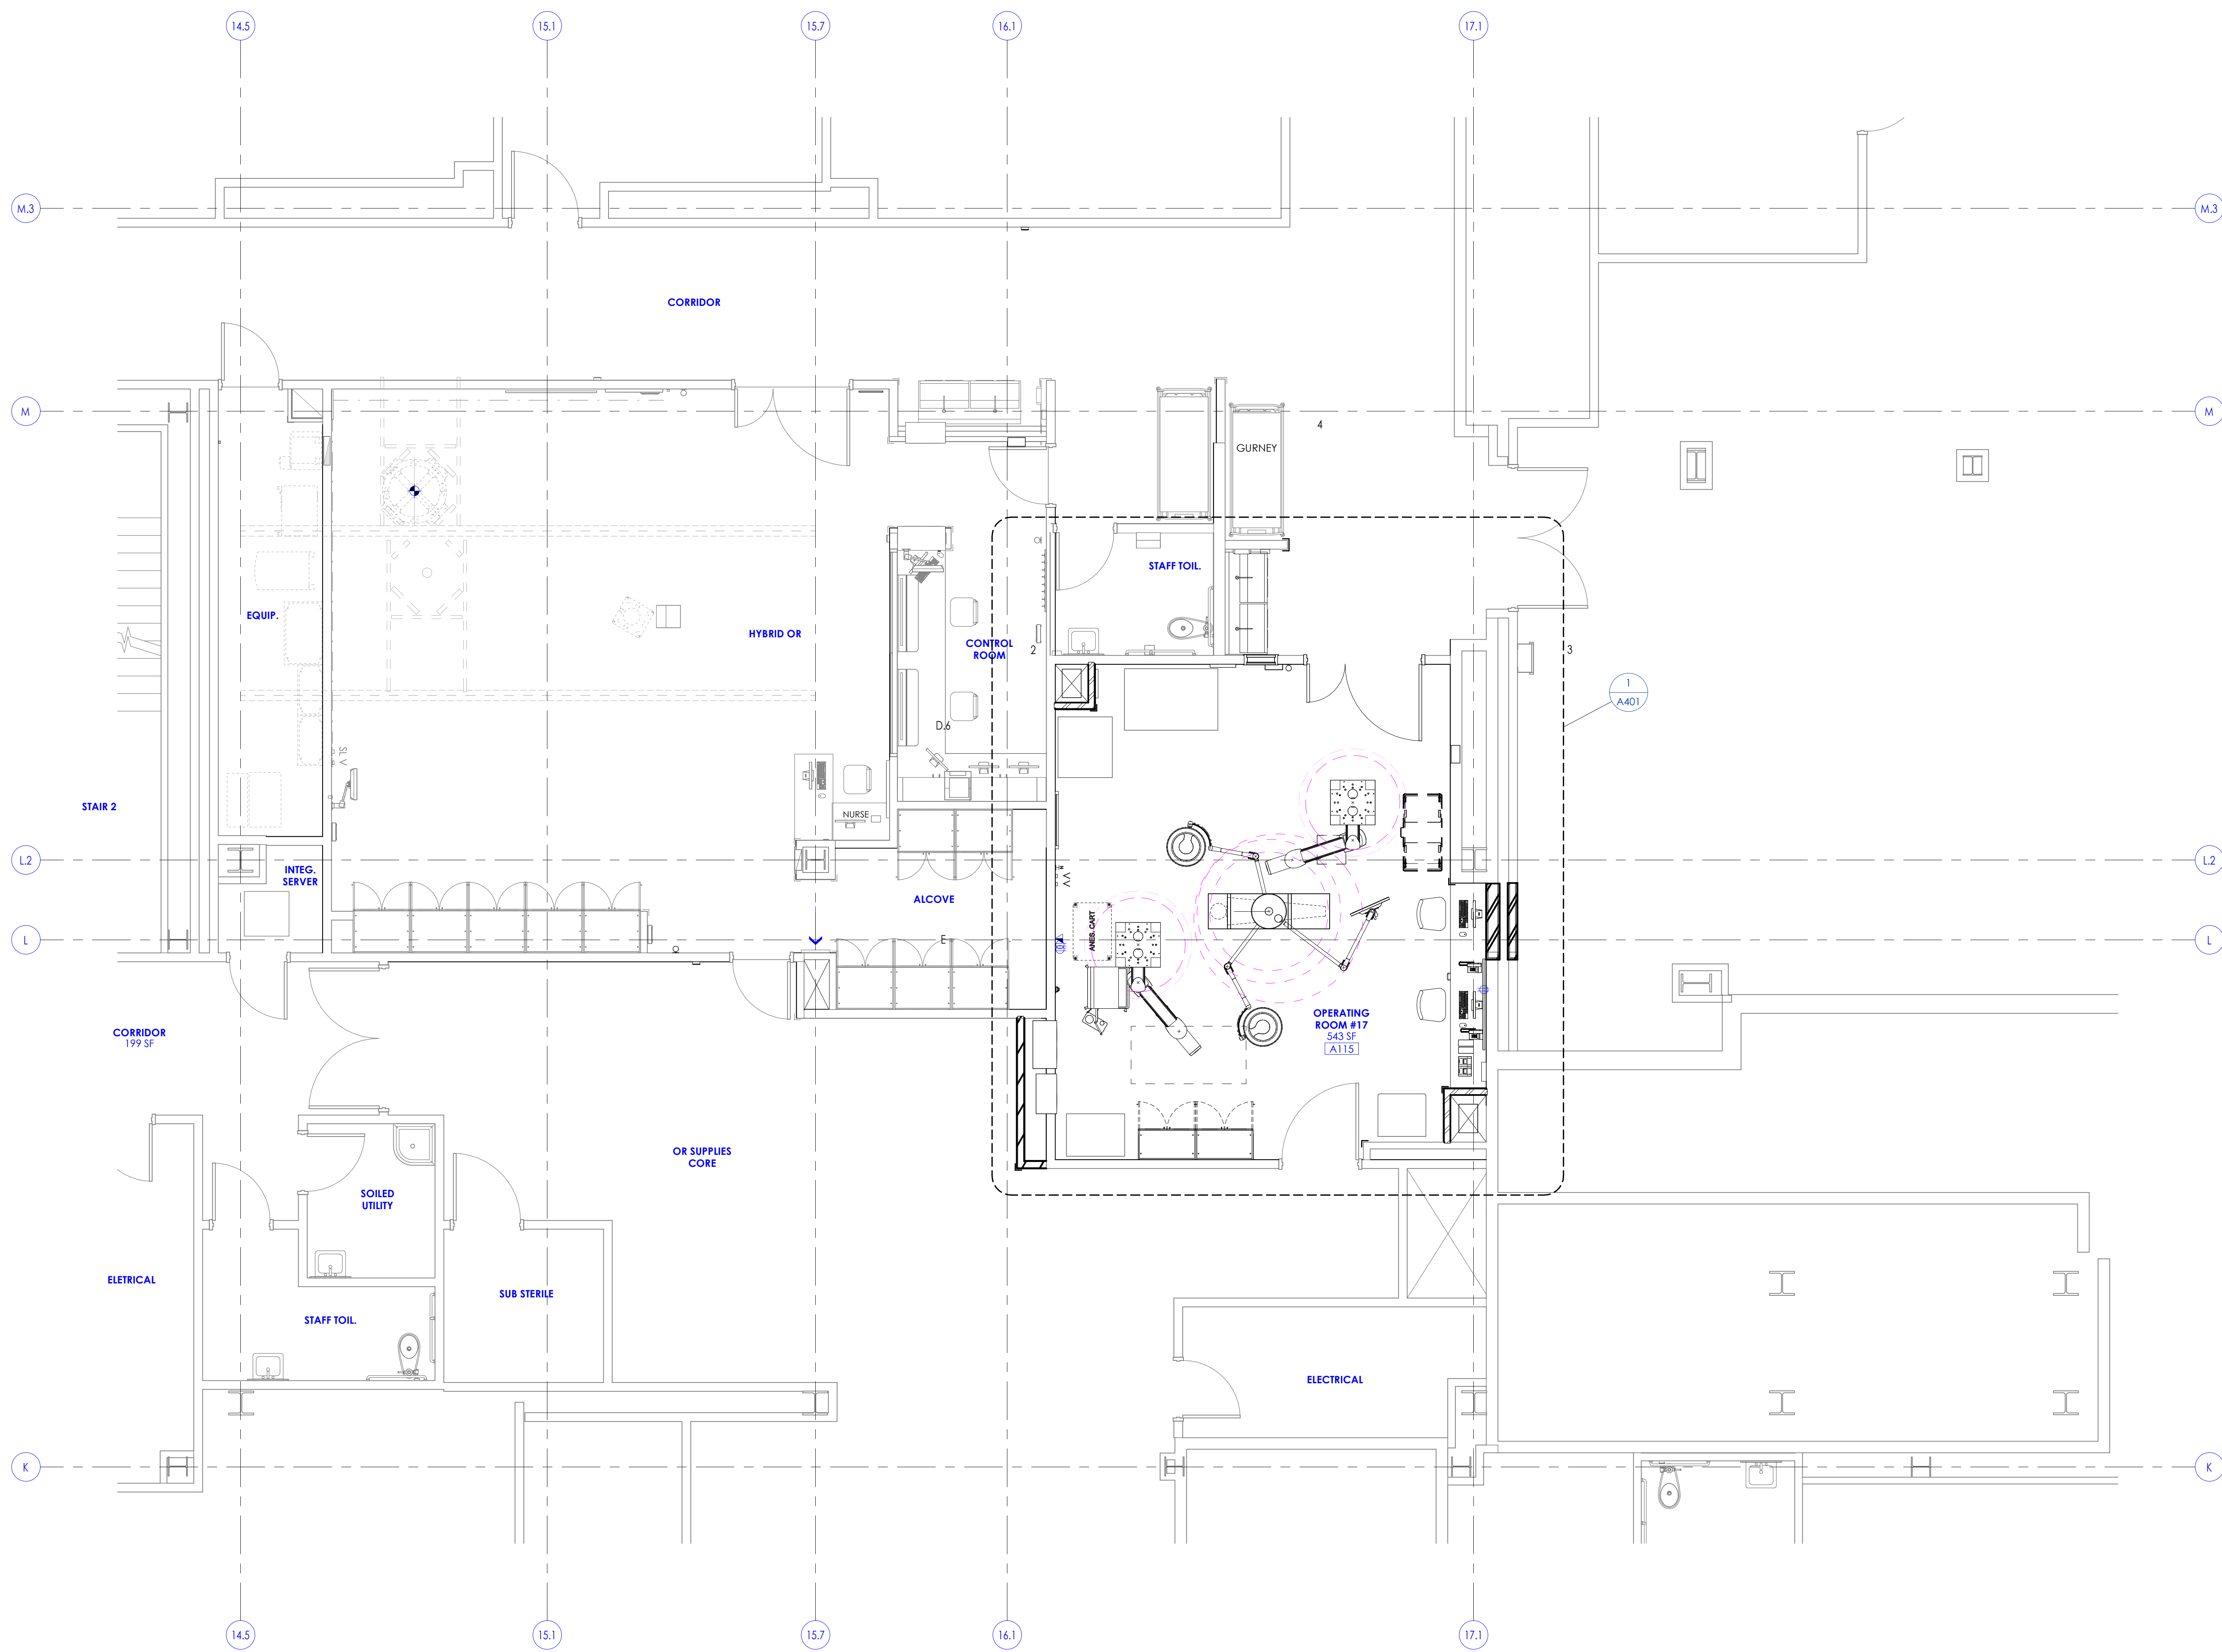 14.5
15.1
15.7
16.1
17.1
M.3
M.3
CORRIDOR
M
M
4
GURNEY
STAFF TOIL.
EQUIP.
HYBRID OR
CONTROL
ROOM
2
3
1
A401
D.6
SL V
STAIR 2
NURSE
L.2
L.2
INTEG.
SERVER
V V
ALCOVE
ANES. CART
L
E
L
OPERATING
ROOM #17
543 SF
A115
CORRIDOR
199 SF
OR SUPPLIES
CORE
SOILED
UTILITY
ELETRICAL
SUB STERILE
STAFF TOIL.
ELECTRICAL
K
K
14.5
15.1
15.7
16.1
17.1